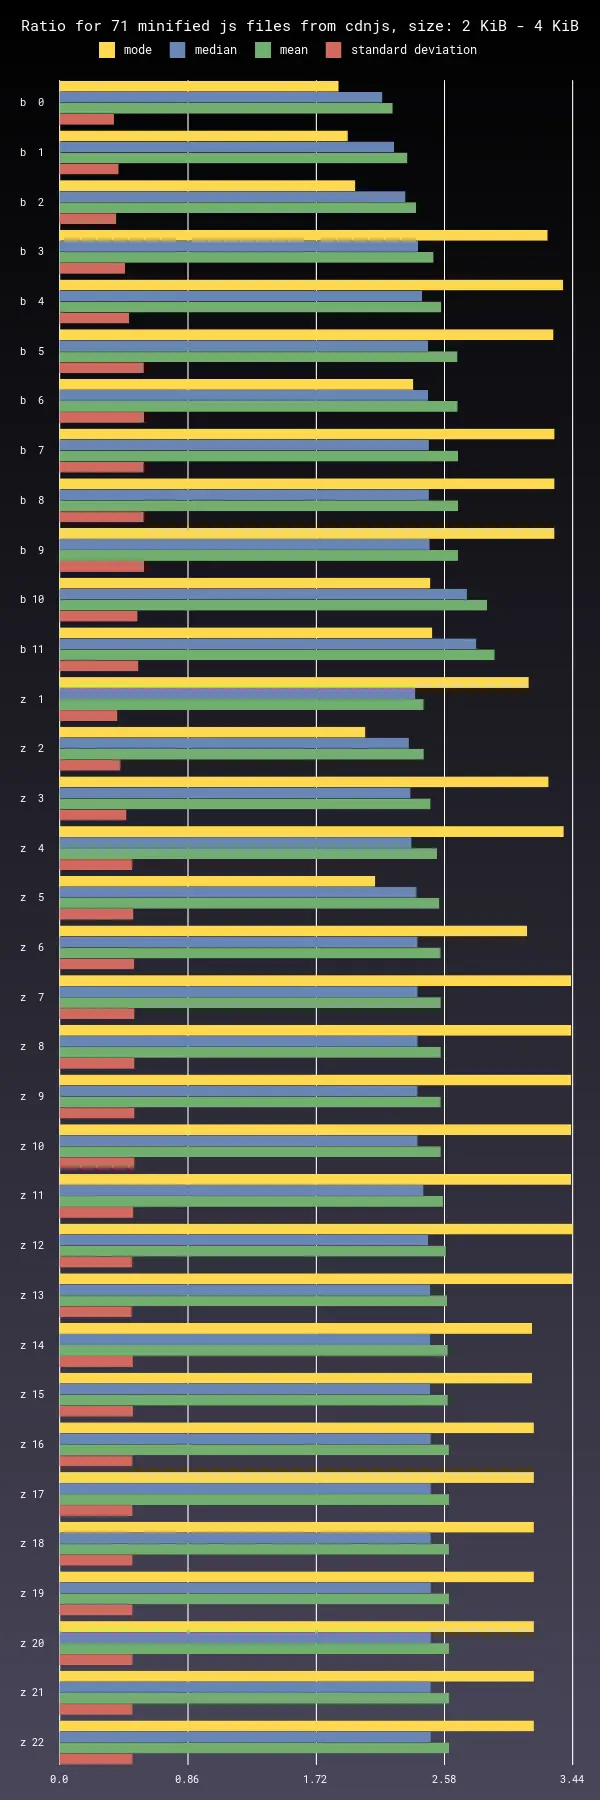 Ratio for 71 minified js files from cdnjs, size: 2 KiB - 4 KiB
mode median mean standard deviation
b 0
b 1
b 2
b 3
b 4
b 5
b 6
b 7
b 8
b 9
b 10
b 11
z 1
z 2
z 3
z 4
z 5
z 6
z 7
z 8
z 9
z 10
z 11
z 12
z 13
z 14
z 15
z 16
z 17
z 18
z 19
z 20
z 21
z 22
0.0 0.86 1.72 2.58 3.44